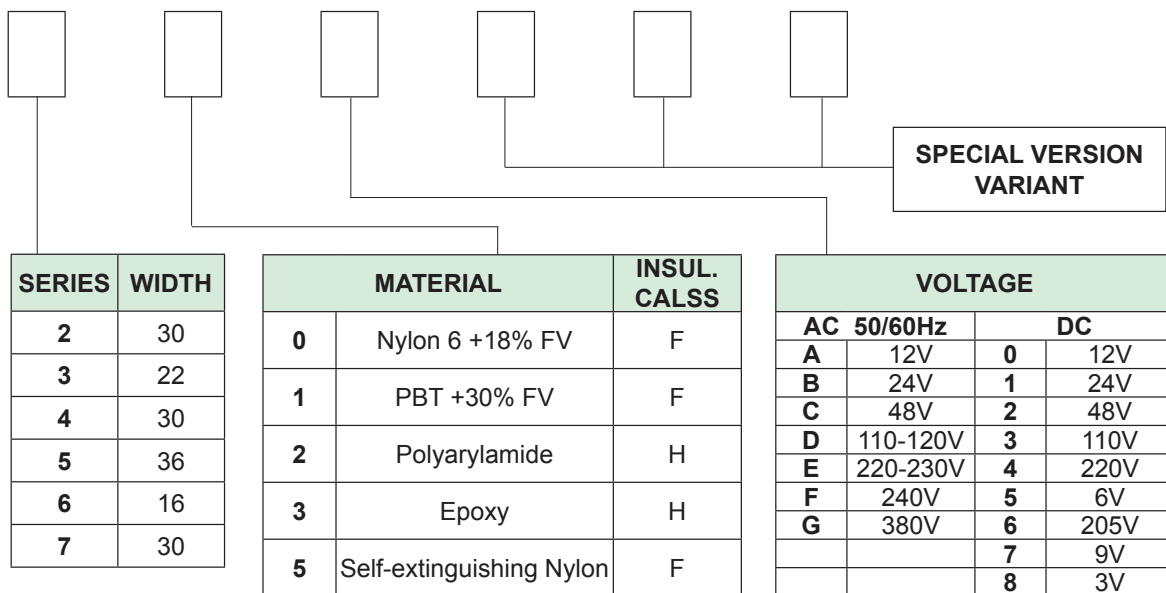 SPECIAL VERSION
VARIANT
SERIES WIDTH
2 30
3 22
4 30
5 36
6 16
7 30
MATERIAL INSUL.
CALSS
0 Nylon 6 +18% FV F
1 PBT +30% FV F
2 Polyarylamide H
3 Epoxy H
5 Self-extinguishing Nylon F
VOLTAGE
AC 50/60Hz DC
A 12V 0 12V
B 24V 1 24V
C 48V 2 48V
D 110-120V 3 110V
E 220-230V 4 220V
F 240V 5 6V
G 380V 6 205V
7 9V
8 3V